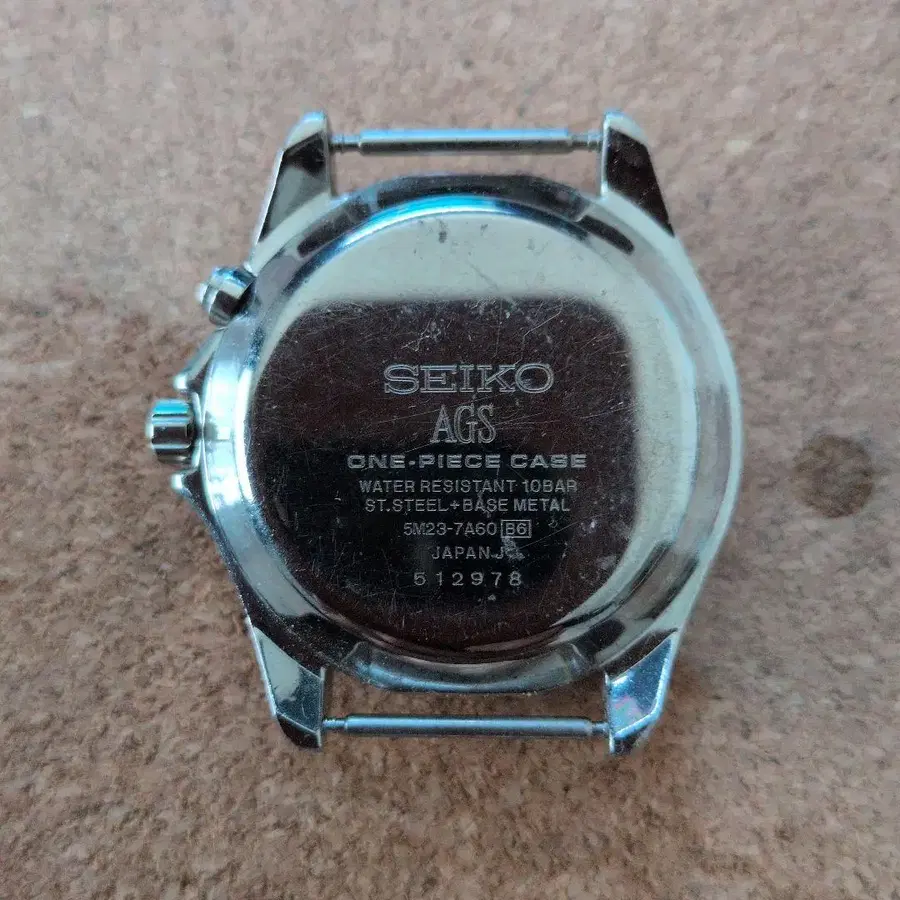 SEIKO
AGS
ONE-PIECE CASE
WATER RESISTANT 10BAR
ST.STEEL+BASE METAL
5M23-7A60 B6
JAPAN J
512978